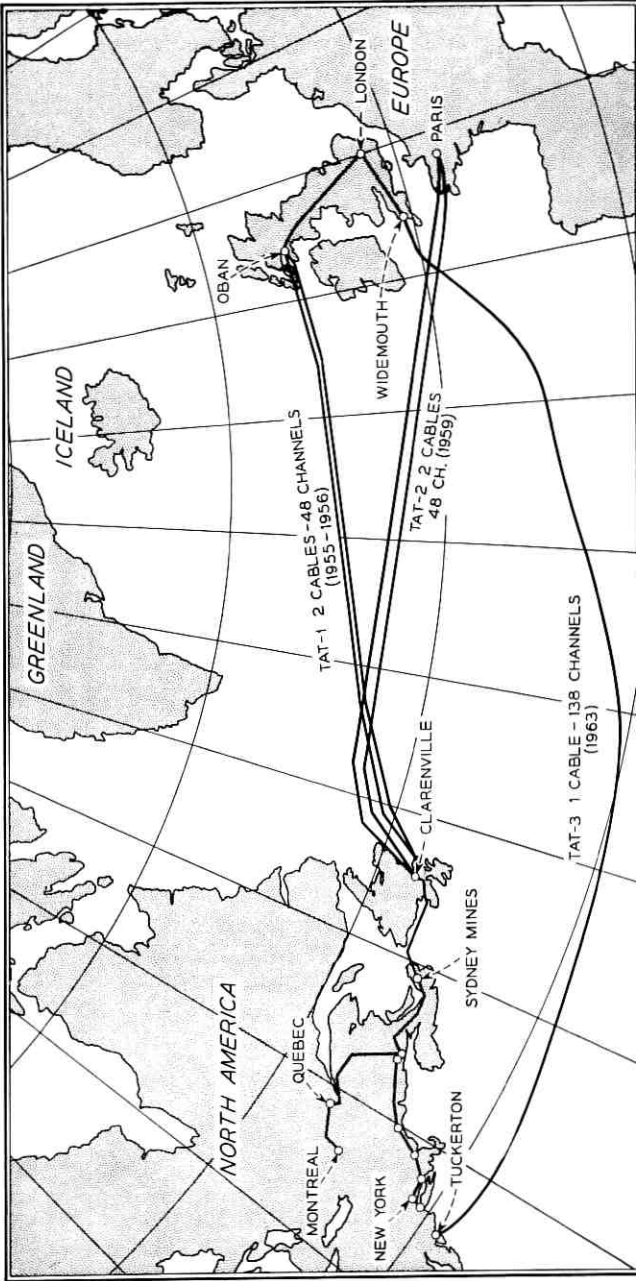 GREENLAND
ICELAND
EUROPE
NORTH AMERICA
OBAN
LONDON
WIDEMOUTH
PARIS
TAT-1 2 CABLES-48 CHANNELS
(1955-1956)
TAT-2 2 CABLES
48 CH. (1959)
TAT-3 1 CABLE-138 CHANNELS
(1963)
CLARENVILLE
SYDNEY MINES
QUEBEC
MONTREAL
NEW YORK
TUCKERTON